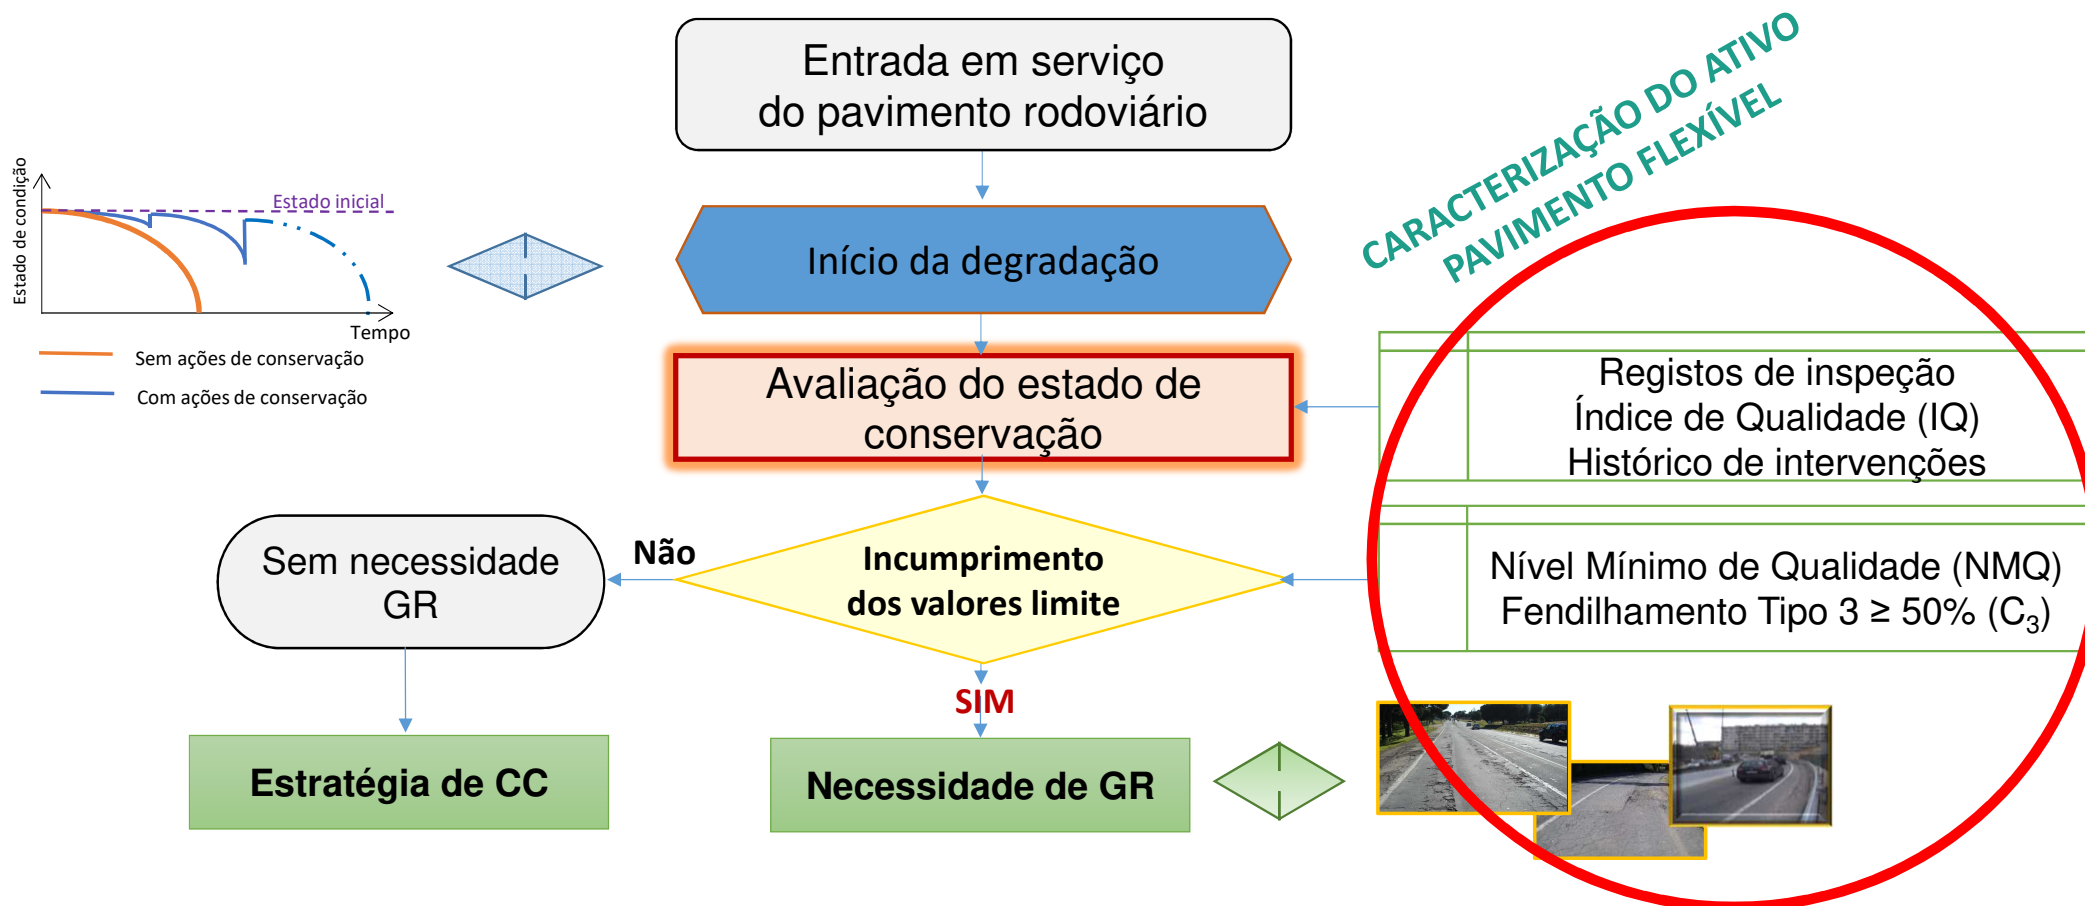 Entrada em serviço
do pavimento rodoviário
CARACTERIZAÇÃO DO ATIVO
PAVIMENTO FLEXÍVEL
Estado de condição
Estado inicial
Tempo
Sem ações de conservação
Com ações de conservação
Início da degradação
Avaliação do estado de
conservação
Registos de inspeção
Índice de Qualidade (IQ)
Histórico de intervenções
Incumprimento
dos valores limite
Nível Mínimo de Qualidade (NMQ)
Fendilhamento Tipo 3 ≥ 50% (C₃)
Não
Sem necessidade
GR
SIM
Estratégia de CC
Necessidade de GR